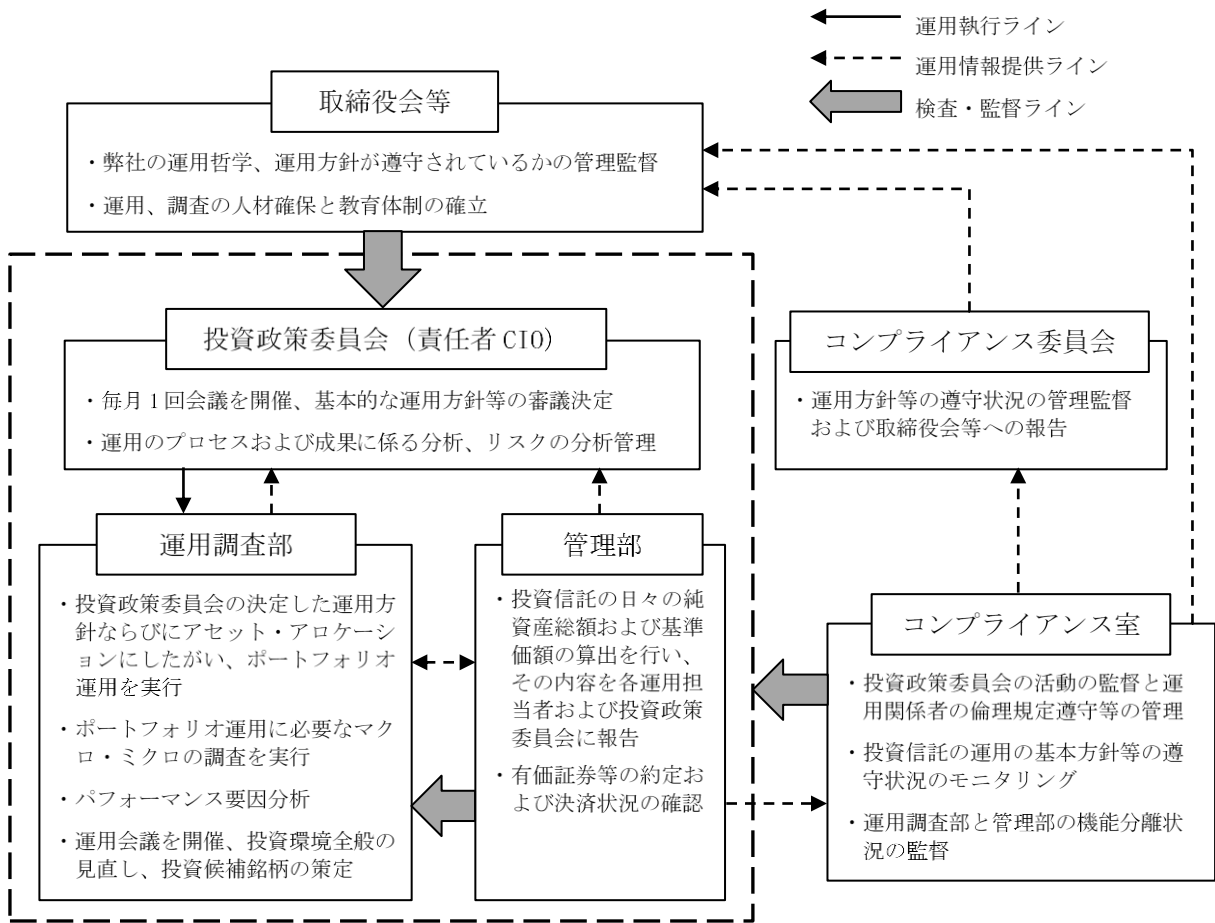 運用執行ライン
運用情報提供ライン
検査・監督ライン
取締役会等
・弊社の運用哲学、運用方針が遵守されているかの管理監督
・運用、調査の人材確保と教育体制の確立
投資政策委員会（責任者 CIO）
・毎月 1 回会議を開催、基本的な運用方針等の審議決定
・運用のプロセスおよび成果に係る分析、リスクの分析管理
コンプライアンス委員会
・運用方針等の遵守状況の管理監督
および取締役会等への報告
運用調査部
・投資政策委員会の決定した運用方
針ならびにアセット・アロケーシ
ョンにしたがい、ポートフォリオ
運用を実行
・ポートフォリオ運用に必要なマク
ロ・ミクロの調査を実行
・パフォーマンス要因分析
・運用会議を開催、投資環境全般の
見直し、投資候補銘柄の策定
管理部
・投資信託の日々の純
資産総額および基準
価額の算出を行い、
その内容を各運用担
当者および投資政策
委員会に報告
・有価証券等の約定お
よび決済状況の確認
コンプライアンス室
・投資政策委員会の活動の監督と運
用関係者の倫理規定遵守等の管理
・投資信託の運用の基本方針等の遵
守状況のモニタリング
・運用調査部と管理部の機能分離状
況の監督